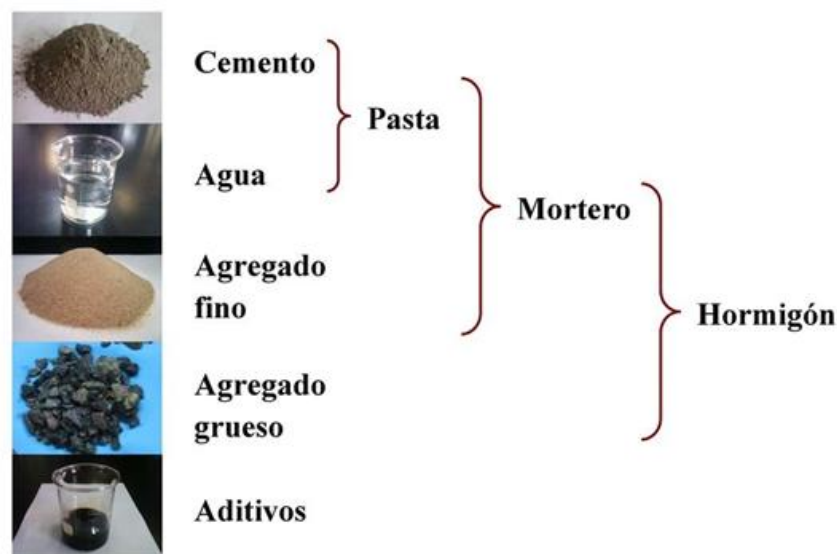 Cemento
Pasta
Agua
Mortero
Agregado
fino
Hormigón
Agregado
grueso
Aditivos